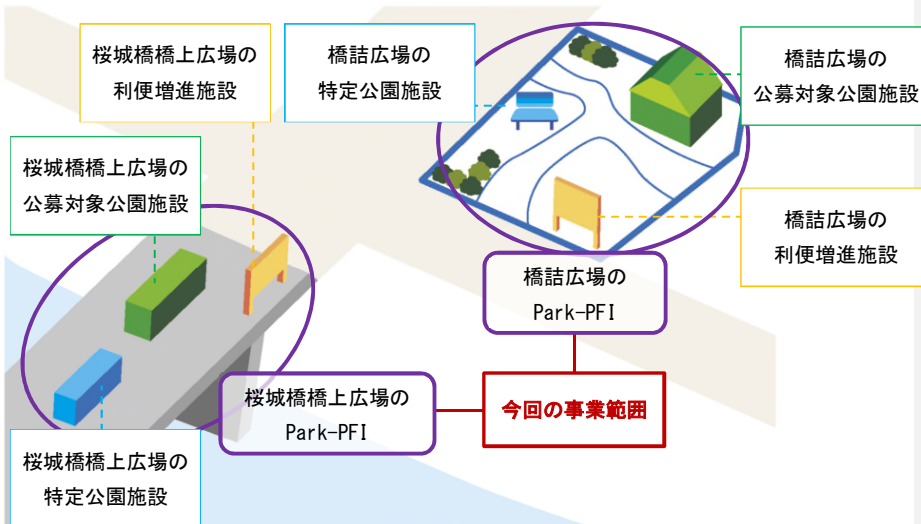 桜城橋橋上広場の
利便増進施設
橋詰広場の
特定公園施設
橋詰広場の
公募対象公園施設
桜城橋橋上広場の
公募対象公園施設
橋詰広場の
利便増進施設
橋詰広場の
Park-PFI
桜城橋橋上広場の
Park-PFI
今回の事業範囲
桜城橋橋上広場の
特定公園施設